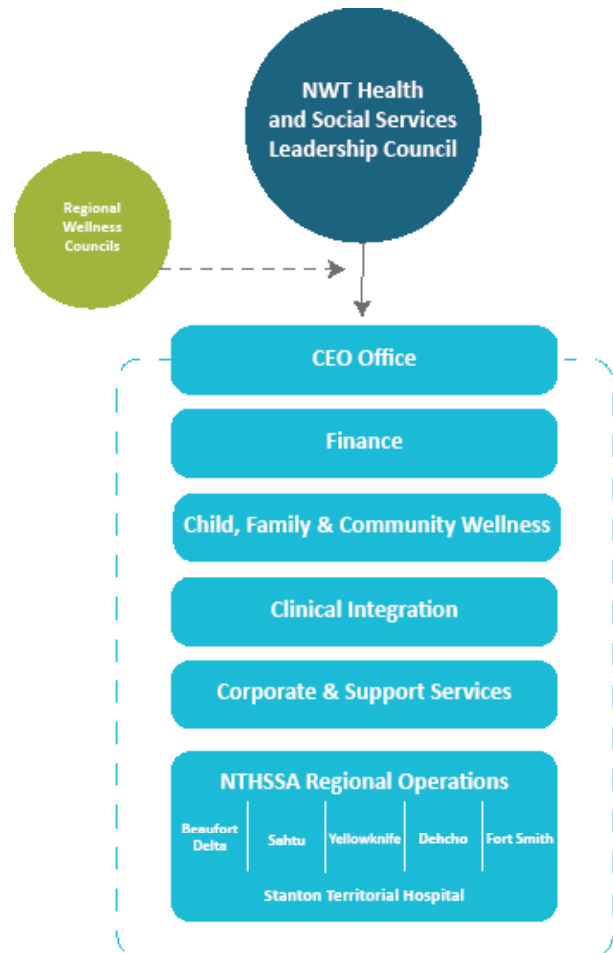 NWT Health
and Social Services
Leadership Council
Regional
Wellness
Councils
CEO Office
Finance
Child, Family & Community Wellness
Clinical Integration
Corporate & Support Services
NTHSSA Regional Operations
Beaufort
Delta
Sahtu
Yellowknife
Dehcho
Fort Smith
Stanton Territorial Hospital